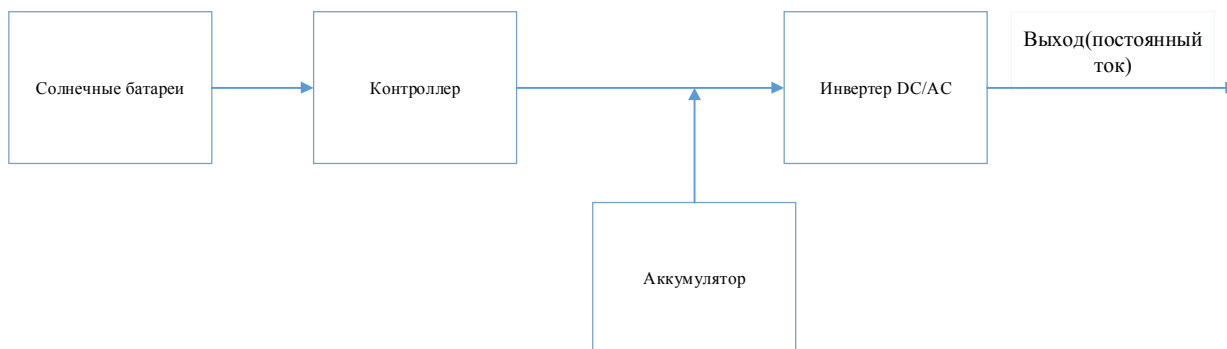 Солнечные батареи
Контроллер
Инвертер DC/AC
Выход(постоянный
ток)
Аккумулятор